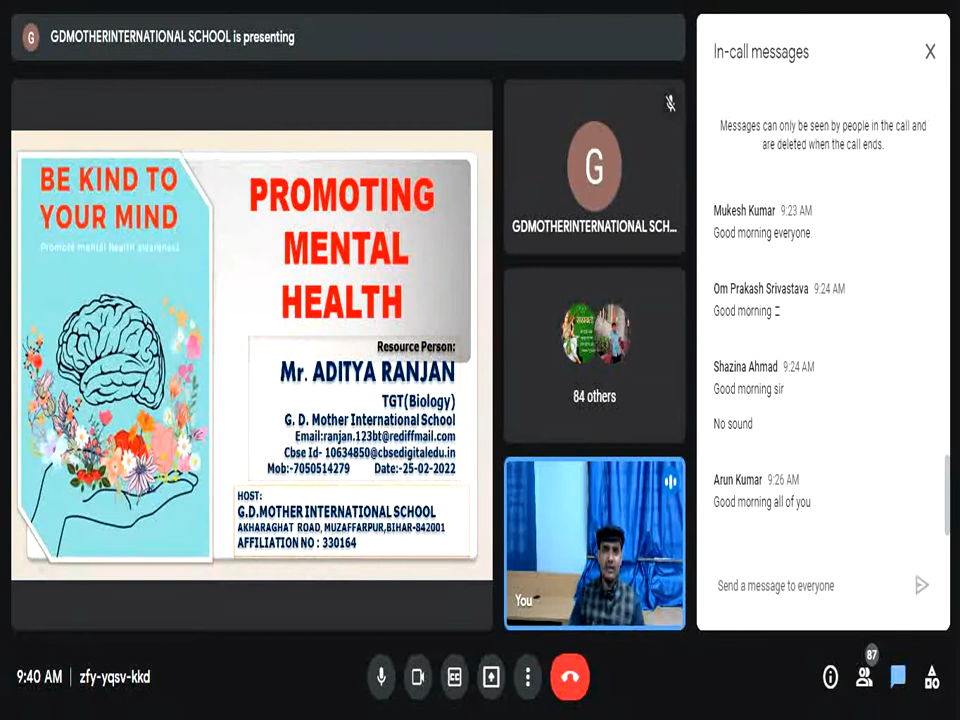 G
GDMOTHERINTERNATIONAL SCHOOL is presenting
BE KIND TO
YOUR MIND
Promote mental health awareness
PROMOTING
MENTAL
HEALTH
Resource Person:
Mr. ADITYA RANJAN
TGT(Biology)
G. D. Mother International School
Email:ranjan.123bt@rediffmail.com
Cbse Id- 10634850@cbsedigitaledu.in
Mob:-7050514279 Date:-25-02-2022
HOST:
G.D.MOTHER INTERNATIONAL SCHOOL
AKHARAGHAT ROAD, MUZAFFARPUR,BIHAR-842001
AFFILIATION NO : 330164
G
GDMOTHERINTERNATIONAL SCH...
84 others
You
In-call messages
Messages can only be seen by people in the call and
are deleted when the call ends.
Mukesh Kumar 9:23 AM
Good morning everyone
Om Prakash Srivastava 9:24 AM
Good morning
Shazina Ahmad 9:24 AM
Good morning sir
No sound
Arun Kumar 9:26 AM
Good morning all of you
Send a message to everyone
9:40 AM | zfy-yqsv-kkd
87